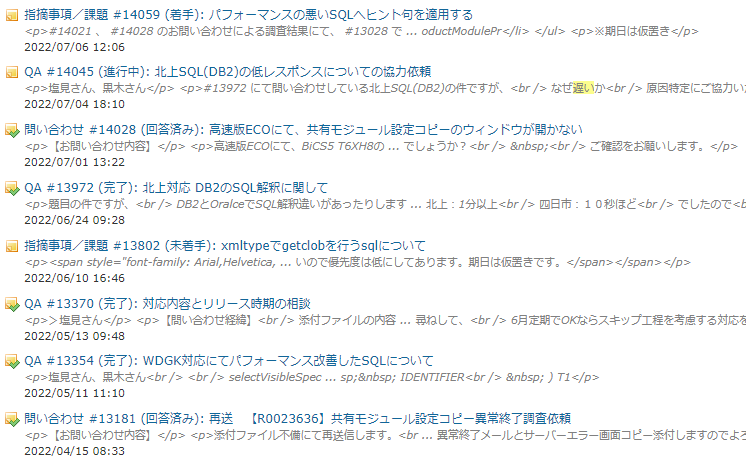 指摘事項／課題 #14059 (着手): パフォーマンスの悪いSQLへヒント句を適用する
<p>#14021 、 #14028 のお問い合わせによる調査結果にて、 #13028 で ... oductModulePr</li> </ul> <p>※期日は仮置き</p>
2022/07/06 12:06
QA #14045 (進行中): 北上SQL(DB2)の低レスポンスについての協力依頼
<p>塩見さん、黒木さん</p> <p>#13972 にて問い合わせしている北上SQL(DB2)の件ですが、<br /> なぜ遅いか<br /> 原因特定にご協力い
2022/07/04 18:10
問い合わせ #14028 (回答済み): 高速版ECOにて、共有モジュール設定コピーのウィンドウが開かない
<p>【お問い合わせ内容】</p> <p>高速版ECOにて、BiCS5 T6XH8の ... でしょうか？<br /> &nbsp;<br /> ご確認をお願いします。</p>
2022/07/01 13:22
QA #13972 (完了): 北上対応 DB2のSQL解釈に関して
<p>題目の件ですが、<br /> DB2とOralceでSQL解釈違いがあったりします ... 北上：1分以上<br /> 四日市：１０秒ほど<br /> でしたので<b
2022/06/24 09:28
指摘事項／課題 #13802 (未着手): xmltypeでgetclobを行うsqlについて
<p><span style="font-family: Arial,Helvetica, ... いので優先度は低にしてあります。期日は仮置きです。</span></span></p>
2022/06/10 16:46
QA #13370 (完了): 対応内容とリリース時期の相談
<p>＞塩見さん</p> <p>【問い合わせ経緯】<br /> 添付ファイルの内容 ... 尋ねして、<br /> 6月定期でOKならスキップ工程を考慮する対応を
2022/05/13 09:48
QA #13354 (完了): WDGK対応にてパフォーマンス改善したSQLについて
<p>塩見さん、黒木さん<br /> <br /> selectVisibleSpec ... sp;&nbsp; IDENTIFIER<br /> &nbsp; ) T1</p>
2022/05/11 11:10
問い合わせ #13181 (回答済み): 再送　【R0023636】共有モジュール設定コピー異常終了調査依頼
<p>【お問い合わせ内容】</p> <p>添付ファイル不備にて再送信します。<br ... 異常終了メールとサーバーエラー画面コピー添付しますのでよろ
2022/04/15 08:33